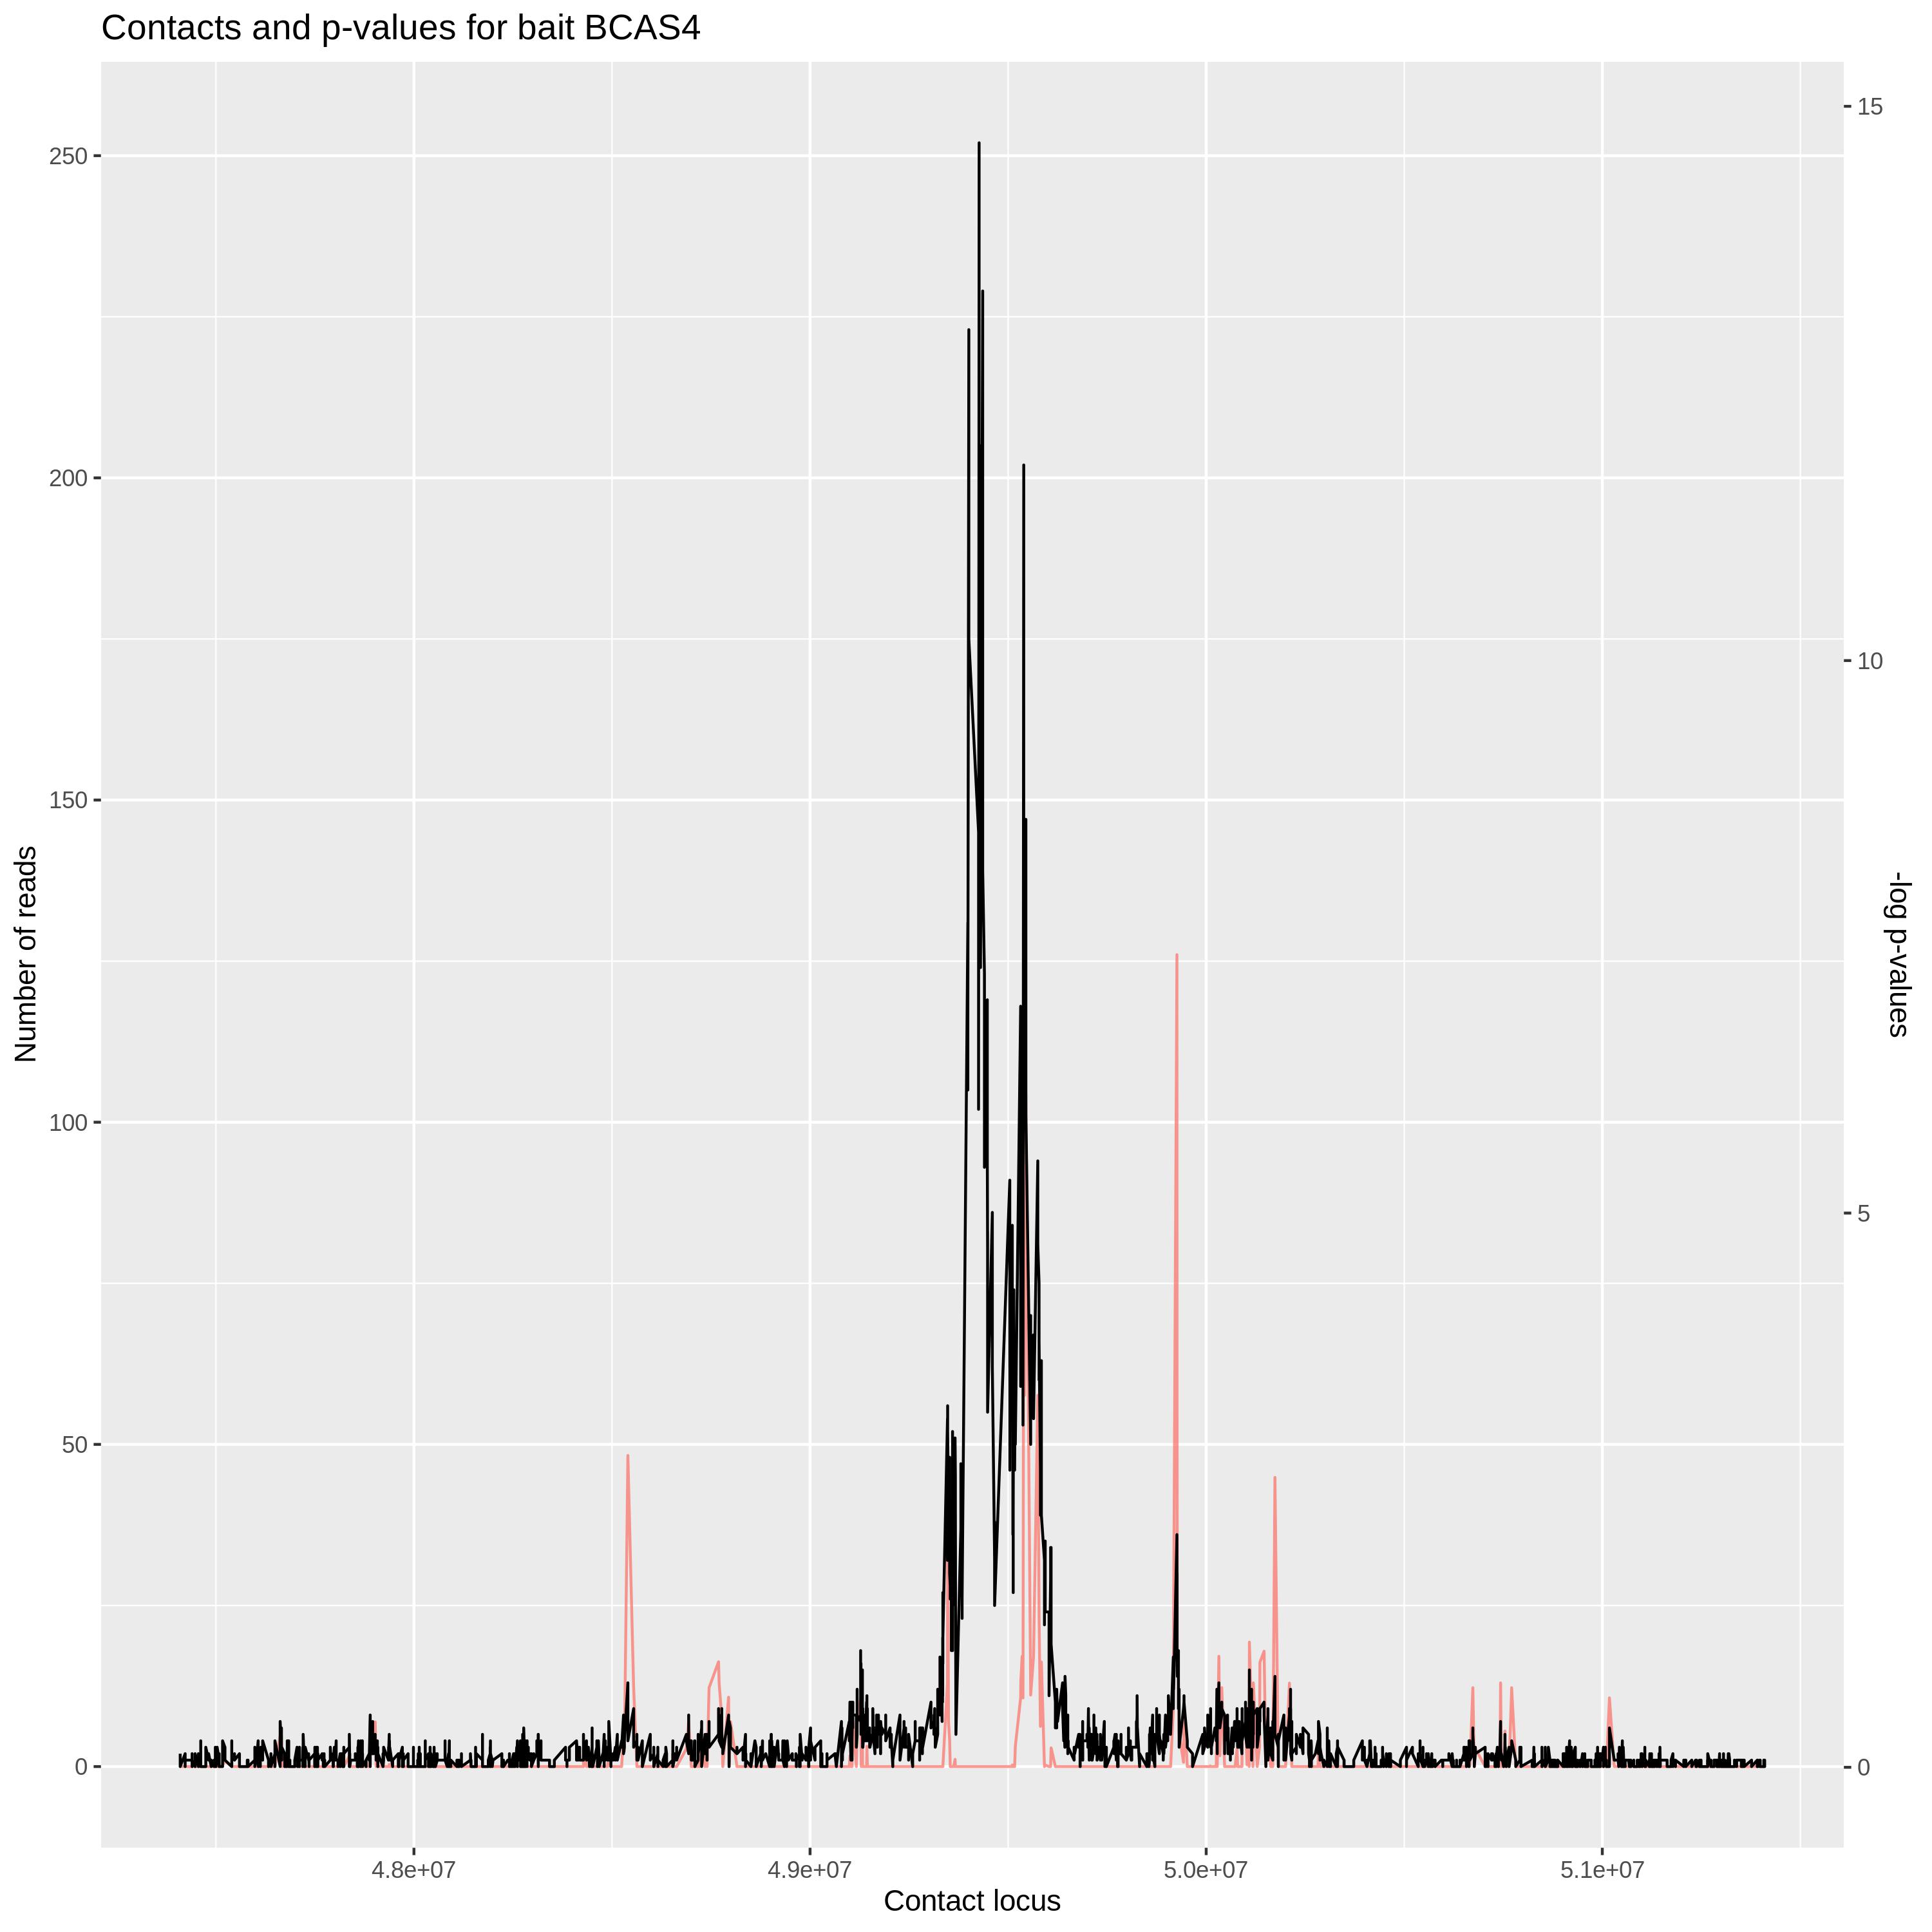 Contacts and p-values for bait BCAS4
250
200
150
100
50
0
Number of reads
15
10
5
0
-log p-values
4.8e+07
4.9e+07
5.0e+07
5.1e+07
Contact locus